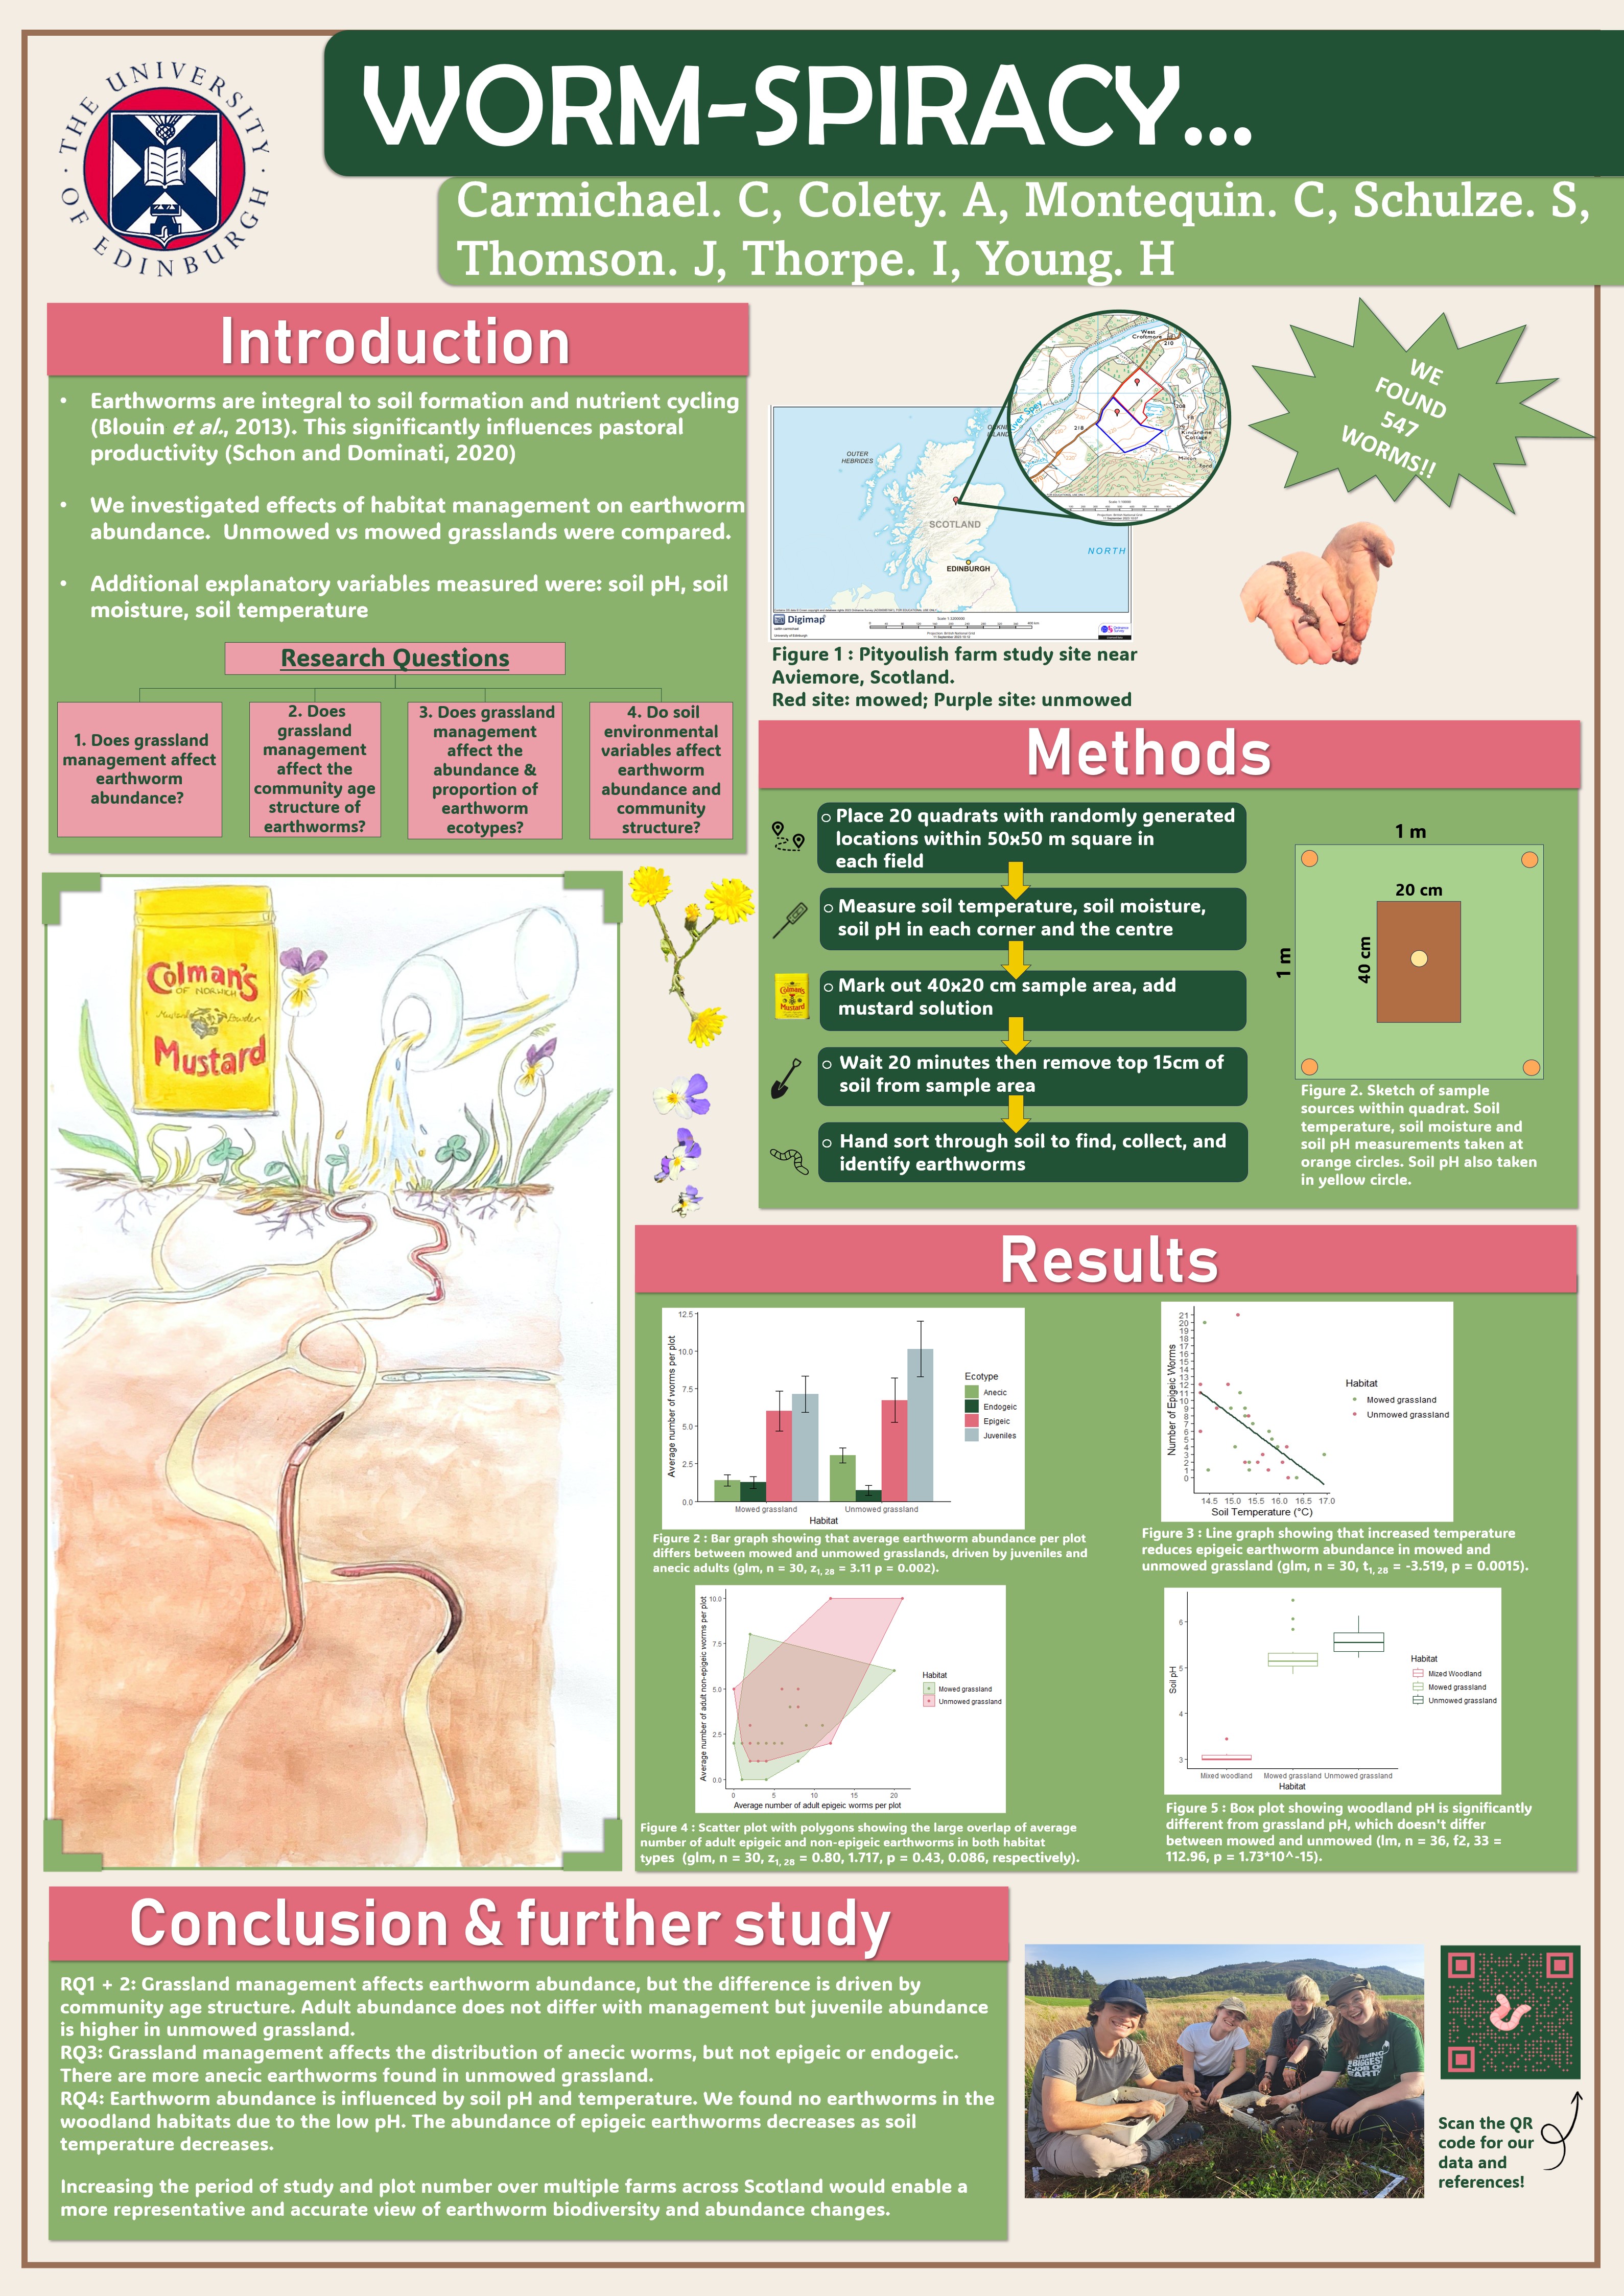 THE UNIVERSITY
OF EDINBURGH
WORM-SPIRACY...
Carmichael. C, Colety. A, Montequin. C, Schulze. S,
Thomson. J, Thorpe. I, Young. H
Introduction
• Earthworms are integral to soil formation and nutrient cycling
(Blouin et al., 2013). This significantly influences pastoral
productivity (Schon and Dominati, 2020)
• We investigated effects of habitat management on earthworm
abundance. Unmowed vs mowed grasslands were compared.
• Additional explanatory variables measured were: soil pH, soil
moisture, soil temperature
Research Questions
1. Does grassland
management affect
earthworm
abundance?
2. Does
grassland
management
affect the
community age
structure of
earthworms?
3. Does grassland
management
affect the
abundance &
proportion of
earthworm
ecotypes?
4. Do soil
environmental
variables affect
earthworm
abundance and
community
structure?
OUTER
HEBRIDES
SCOTLAND
EDINBURGH
NORTH
West
Croftmore
210
River Spey
218
Kincardine
Cottage
Milton
Ford
Digimap
WE
FOUND
547
WORMS!!
Figure 1 : Pityoulish farm study site near
Aviemore, Scotland.
Red site: mowed; Purple site: unmowed
Methods
Place 20 quadrats with randomly generated
locations within 50x50 m square in
each field
Measure soil temperature, soil moisture,
soil pH in each corner and the centre
Mark out 40x20 cm sample area, add
mustard solution
Wait 20 minutes then remove top 15cm of
soil from sample area
Hand sort through soil to find, collect, and
identify earthworms
Colman's
Mustard
1 m
1 m
20 cm
40 cm
Figure 2. Sketch of sample
sources within quadrat. Soil
temperature, soil moisture and
soil pH measurements taken at
orange circles. Soil pH also taken
in yellow circle.
Colman's
OF NORWICH
Mustard Powder
Mustard
Results
12.5
10.0
7.5
5.0
2.5
0.0
Average number of worms per plot
Mowed grassland
Unmowed grassland
Habitat
Ecotype
Anecic
Endogeic
Epigeic
Juveniles
Figure 2 : Bar graph showing that average earthworm abundance per plot
differs between mowed and unmowed grasslands, driven by juveniles and
anecic adults (glm, n = 30, z1, 28 = 3.11 p = 0.002).
21
20
19
18
17
16
15
14
13
12
11
10
9
8
7
6
5
4
3
2
1
0
Number of Epigeic Worms
14.5 15.0 15.5 16.0 16.5 17.0
Soil Temperature (°C)
Habitat
Mowed grassland
Unmowed grassland
Figure 3 : Line graph showing that increased temperature
reduces epigeic earthworm abundance in mowed and
unmowed grassland (glm, n = 30, t1, 28 = -3.519, p = 0.0015).
10.0
7.5
5.0
2.5
0.0
Average number of adult non-epigeic worms per plot
0 5 10 15 20
Average number of adult epigeic worms per plot
Habitat
Mowed grassland
Unmowed grassland
Figure 4 : Scatter plot with polygons showing the large overlap of average
number of adult epigeic and non-epigeic earthworms in both habitat
types (glm, n = 30, z1, 28 = 0.80, 1.717, p = 0.43, 0.086, respectively).
6
5
4
3
Soil pH
Mixed woodland Mowed grassland Unmowed grassland
Habitat
Habitat
Mized Woodland
Mowed grassland
Unmowed grassland
Figure 5 : Box plot showing woodland pH is significantly
different from grassland pH, which doesn't differ
between mowed and unmowed (lm, n = 36, f2, 33 =
112.96, p = 1.73*10^-15).
Conclusion & further study
RQ1 + 2: Grassland management affects earthworm abundance, but the difference is driven by
community age structure. Adult abundance does not differ with management but juvenile abundance
is higher in unmowed grassland.
RQ3: Grassland management affects the distribution of anecic worms, but not epigeic or endogeic.
There are more anecic earthworms found in unmowed grassland.
RQ4: Earthworm abundance is influenced by soil pH and temperature. We found no earthworms in the
woodland habitats due to the low pH. The abundance of epigeic earthworms decreases as soil
temperature decreases.
Increasing the period of study and plot number over multiple farms across Scotland would enable a
more representative and accurate view of earthworm biodiversity and abundance changes.
Scan the QR
code for our
data and
references!